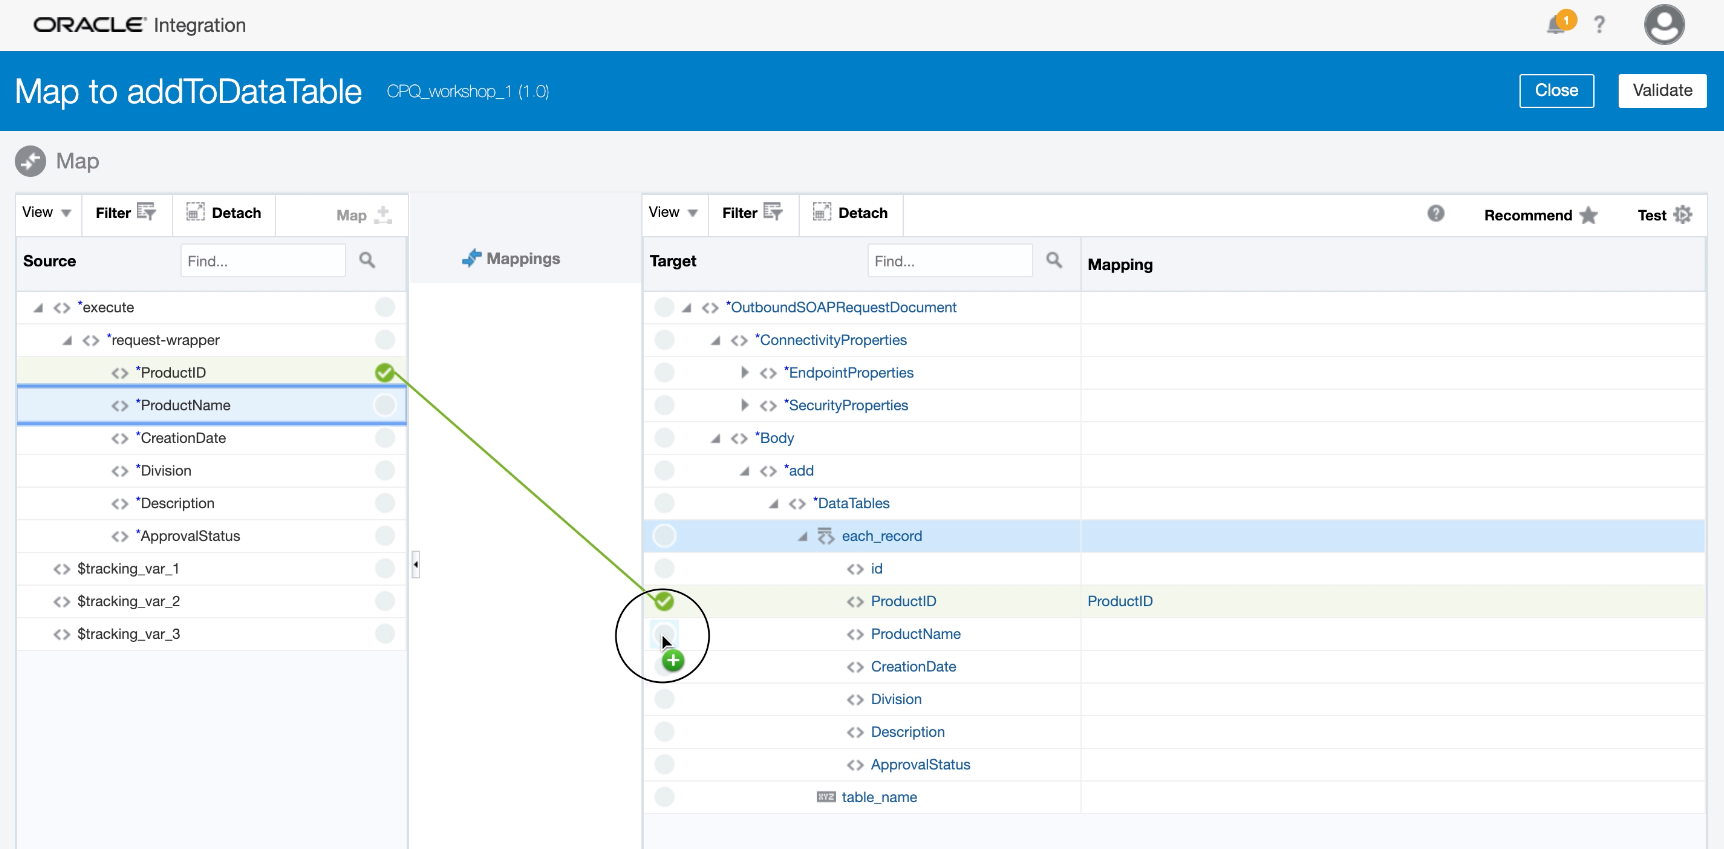 ORACLE Integration
1
?
Map to addToDataTable CPQ_workshop_1 (1.0)
Close
Validate
Map
View Filter Detach Map
View Filter Detach ? Recommend Test
Source Find...
Mappings
Target Find... Mapping
*execute
*request-wrapper
*ProductID
*ProductName
*CreationDate
*Division
*Description
*ApprovalStatus
$tracking_var_1
$tracking_var_2
$tracking_var_3
*OutboundSOAPRequestDocument
*ConnectivityProperties
*EndpointProperties
*SecurityProperties
*Body
*add
*DataTables
each_record
id
ProductID ProductID
ProductName
CreationDate
Division
Description
ApprovalStatus
XYZ table_name